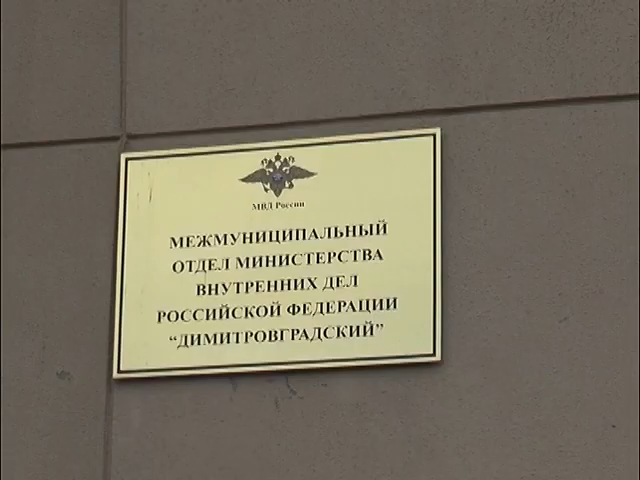 МВД России
МЕЖМУНИЦИПАЛЬНЫЙ
ОТДЕЛ МИНИСТЕРСТВА
ВНУТРЕННИХ ДЕЛ
РОССИЙСКОЙ ФЕДЕРАЦИИ
“ДИМИТРОВГРАДСКИЙ”